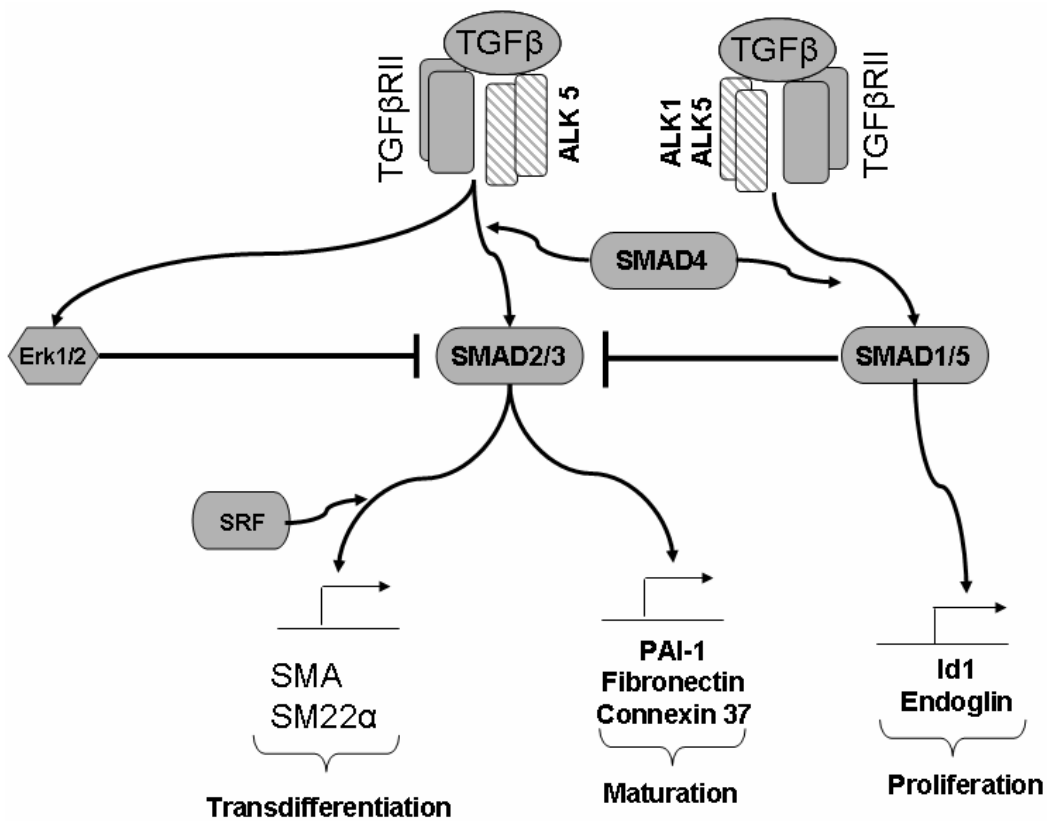 TGFβ
TGFβ
TGFβRII
ALK 5
ALK1
ALK5
TGFβRII
SMAD4
Erk1/2
SMAD2/3
SMAD1/5
SRF
SMA
SM22α
PAI-1
Fibronectin
Connexin 37
Id1
Endoglin
Transdifferentiation
Maturation
Proliferation